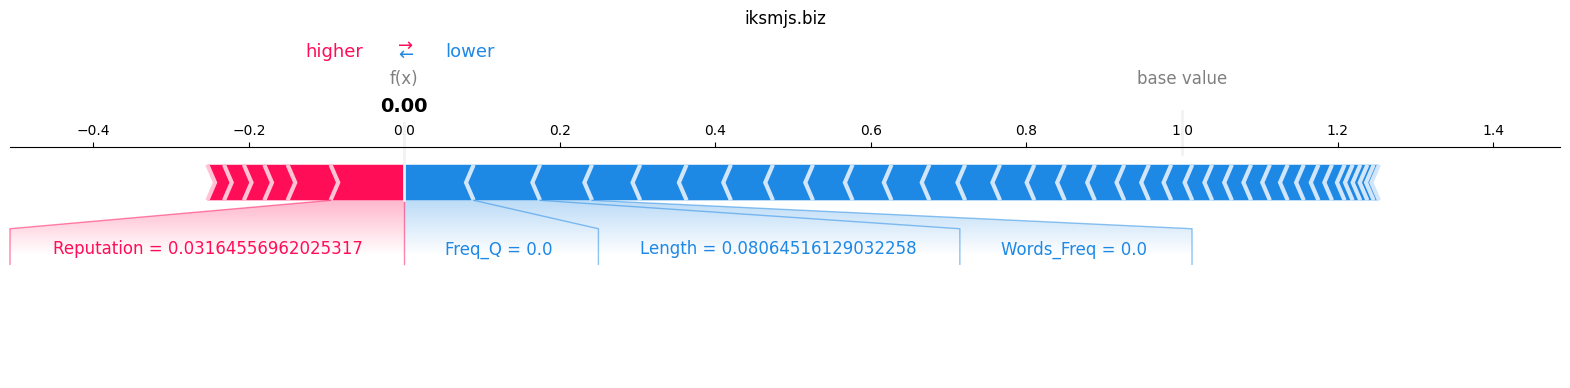 iksmjs.biz
higher ⇄ lower
f(x) base value
0.00
−0.4 −0.2 0.0 0.2 0.4 0.6 0.8 1.0 1.2 1.4
Reputation = 0.03164556962025317 Freq_Q = 0.0 Length = 0.08064516129032258 Words_Freq = 0.0